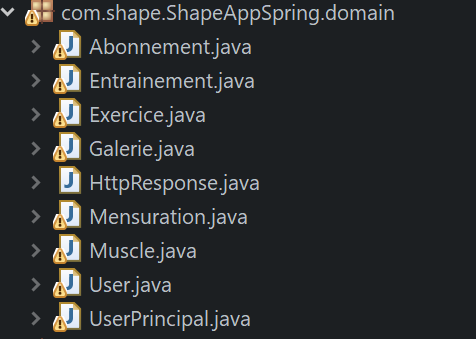 com.shape.ShapeAppSpring.domain
Abonnement.java
Entrainement.java
Exercice.java
Galerie.java
HttpResponse.java
Mensuration.java
Muscle.java
User.java
UserPrincipal.java